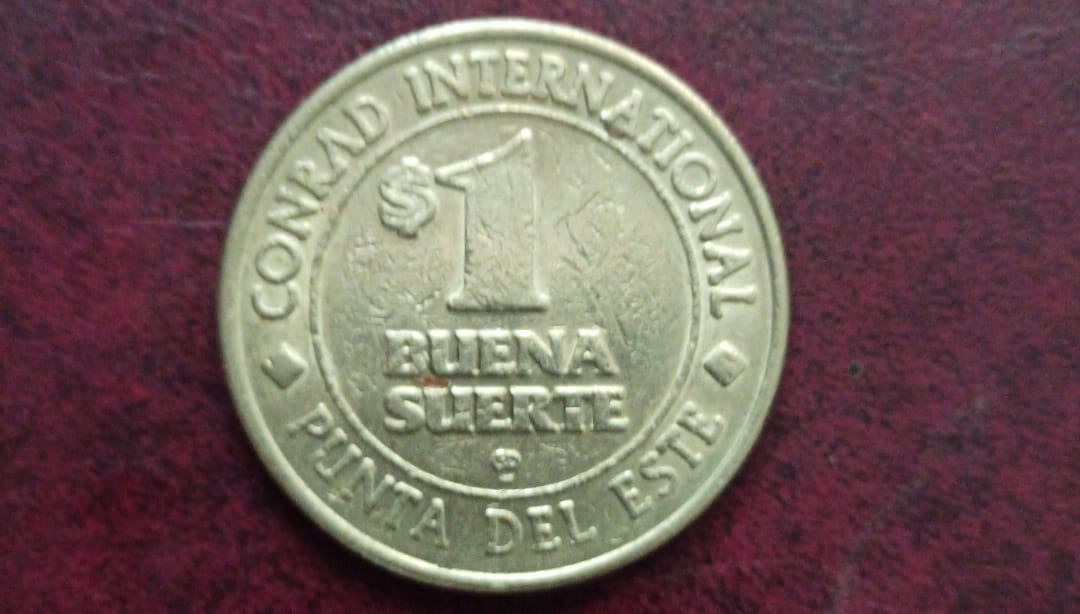 CONRAD INTERNATIONAL
$1
BUENA
SUERTE
PUNTA DEL ESTE